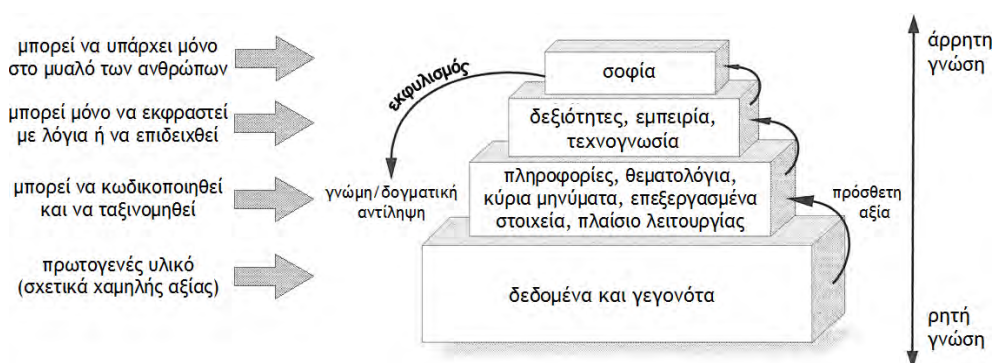 μπορεί να υπάρχει μόνο
στο μυαλό των ανθρώπων
μπορεί μόνο να εκφραστεί
με λόγια ή να επιδειχθεί
μπορεί να κωδικοποιηθεί
και να ταξινομηθεί
πρωτογενές υλικό
(σχετικά χαμηλής αξίας)
εκφυλισμός
γνώμη/δογματική
αντίληψη
σοφία
δεξιότητες, εμπειρία,
τεχνογνωσία
πληροφορίες, θεματολόγια,
κύρια μηνύματα, επεξεργασμένα
στοιχεία, πλαίσιο λειτουργίας
δεδομένα και γεγονότα
πρόσθετη
αξία
άρρητη
γνώση
ρητή
γνώση